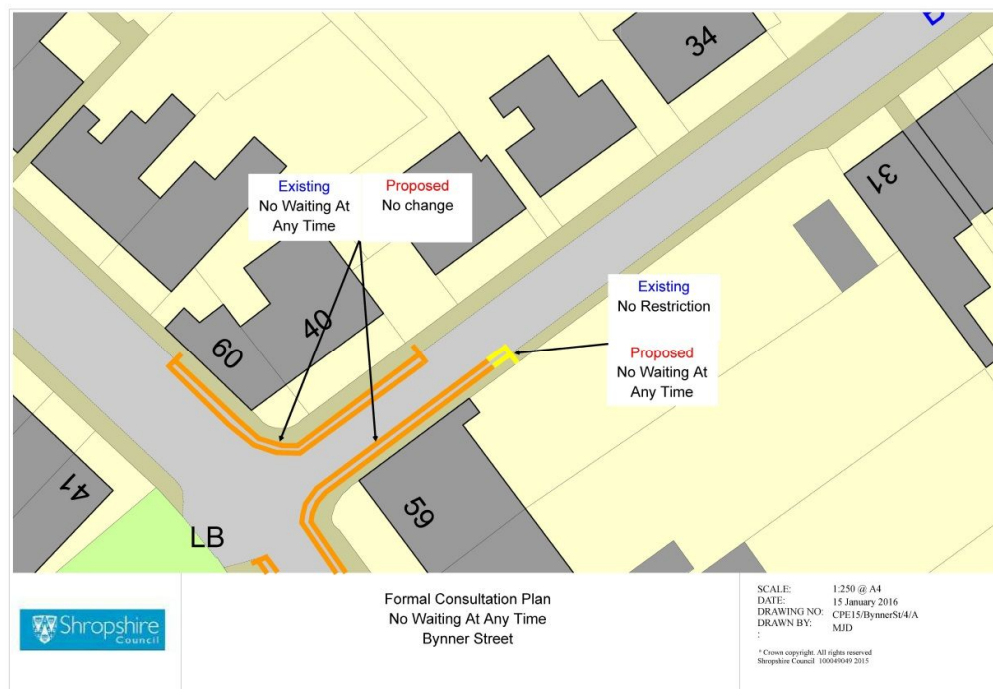 34
31
Existing
No Waiting At
Any Time
Proposed
No change
Existing
No Restriction
Proposed
No Waiting At
Any Time
40
60
59
41
LB
Shropshire
Council
Formal Consultation Plan
No Waiting At Any Time
Bynner Street
SCALE: 1:250 @ A4
DATE: 15 January 2016
DRAWING NO: CPE15/BynnerSt/4/A
DRAWN BY: MJD
:
© Crown copyright. All rights reserved
Shropshire Council 100049049 2015